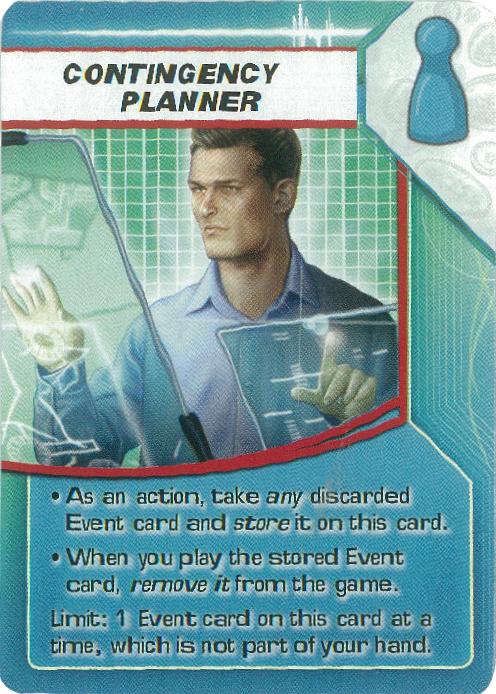 CONTINGENCY
PLANNER
• As an action, take any discarded
Event card and store it on this card.
• When you play the stored Event
card, remove it from the game.
Limit: 1 Event card on this card at a
time, which is not part of your hand.